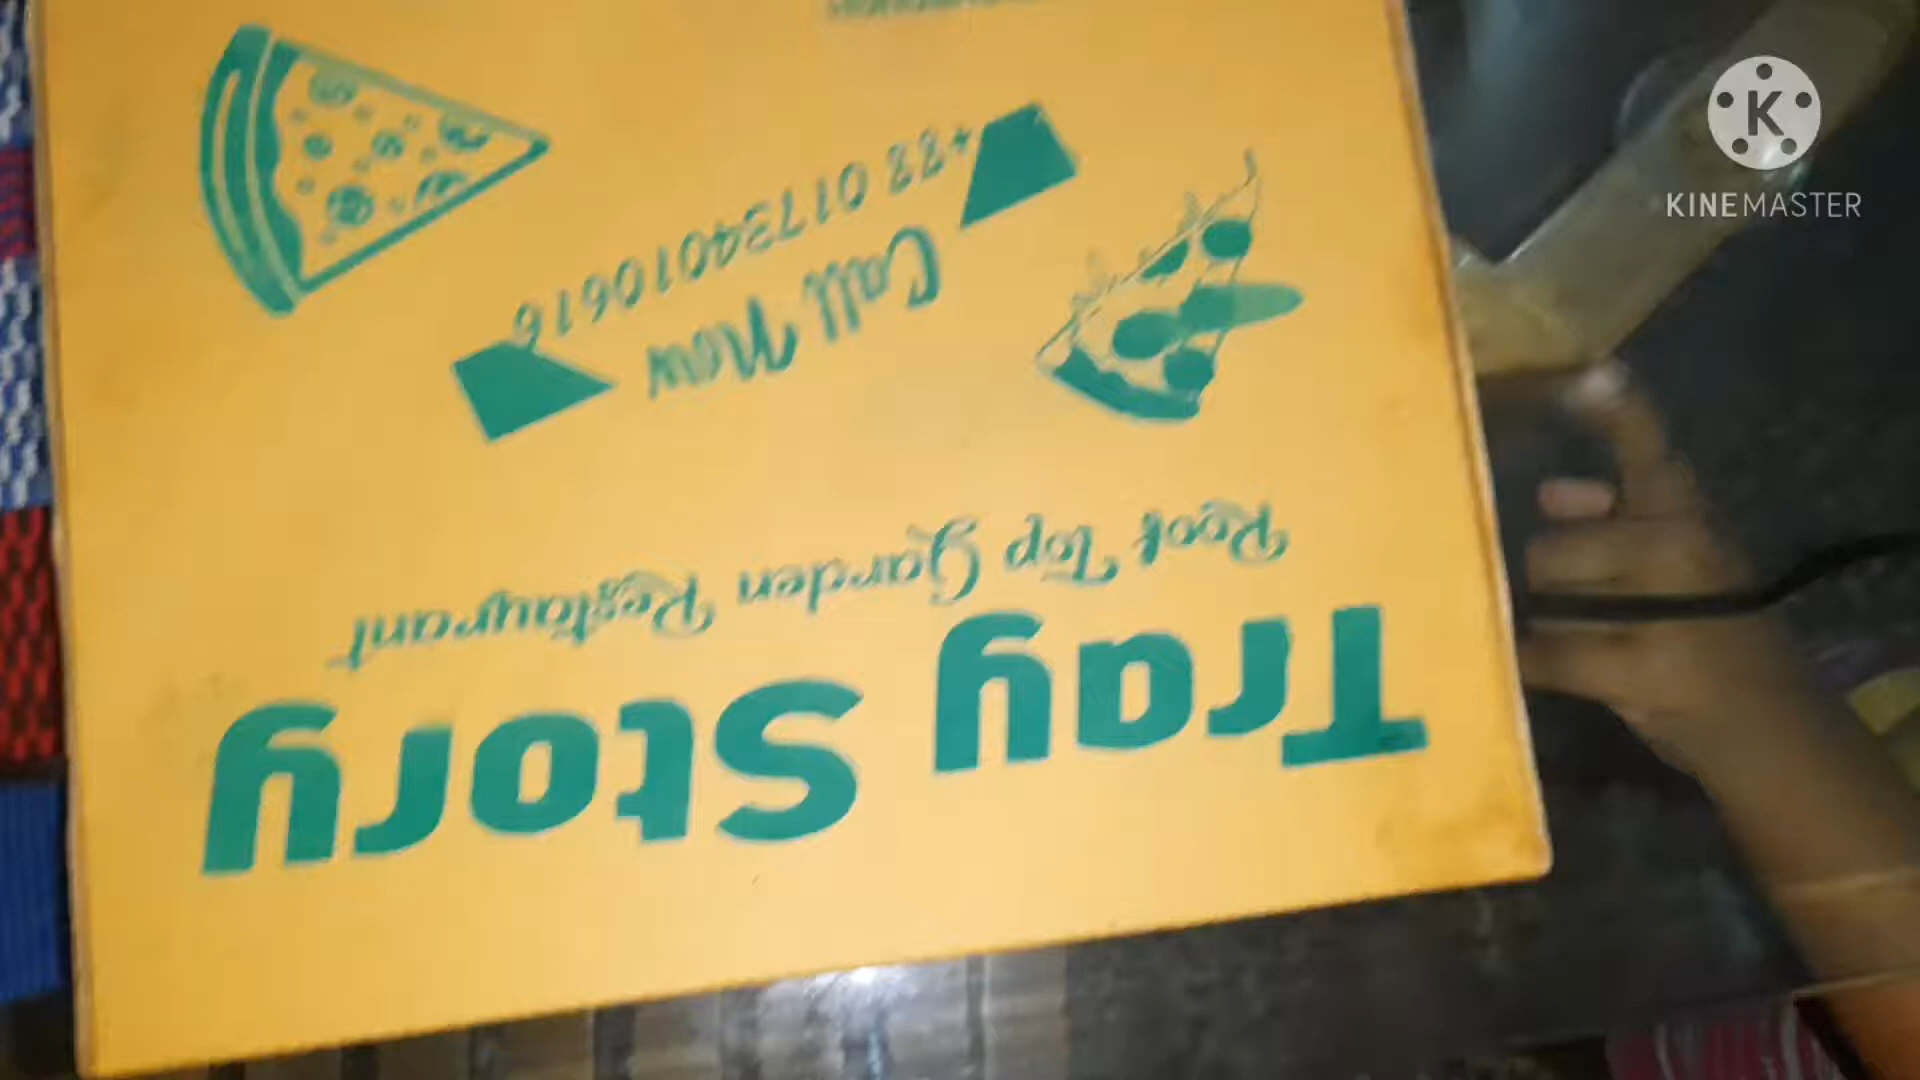 Tray Story
Roof Top Garden Restaurant
Call Now
+88 01734010616
KINEMASTER